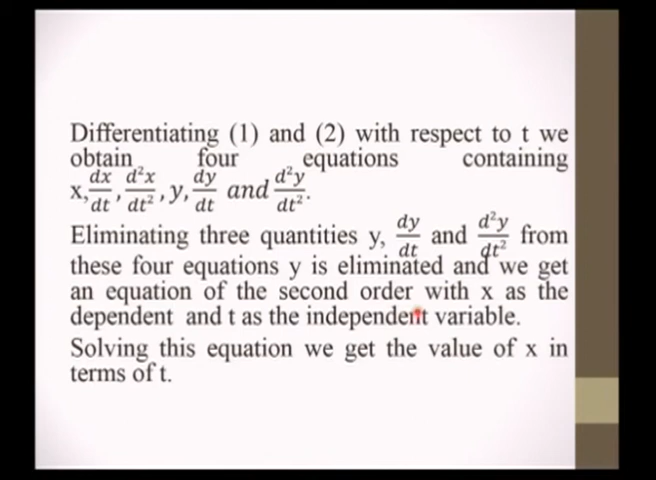 Differentiating (1) and (2) with respect to t we
obtain four equations containing
x, dx/dt, d²x/dt², y, dy/dt and d²y/dt².
Eliminating three quantities y, dy/dt and d²y/dt² from
these four equations y is eliminated and we get
an equation of the second order with x as the
dependent and t as the independent variable.
Solving this equation we get the value of x in
terms of t.